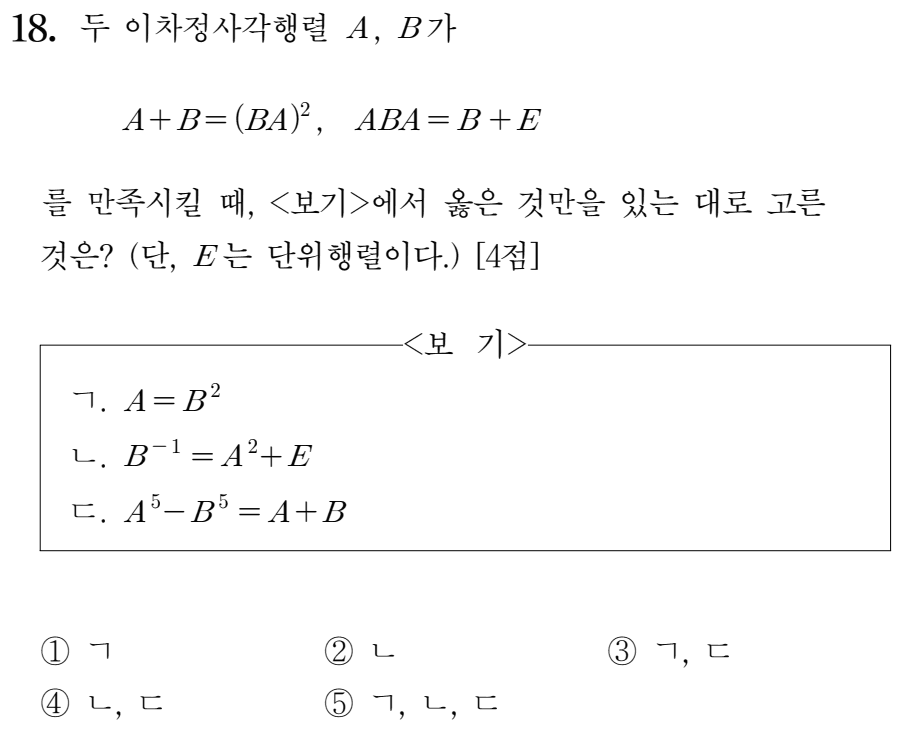 18. 두 이차정사각행렬 A, B가
A+B=(BA)², ABA=B+E
를 만족시킬 때, <보기>에서 옳은 것만을 있는 대로 고른
것은? (단, E는 단위행렬이다.) [4점]
<보 기>
ㄱ. A=B²
ㄴ. B⁻¹=A²+E
ㄷ. A⁵-B⁵=A+B
① ㄱ ② ㄴ ③ ㄱ, ㄷ
④ ㄴ, ㄷ ⑤ ㄱ, ㄴ, ㄷ